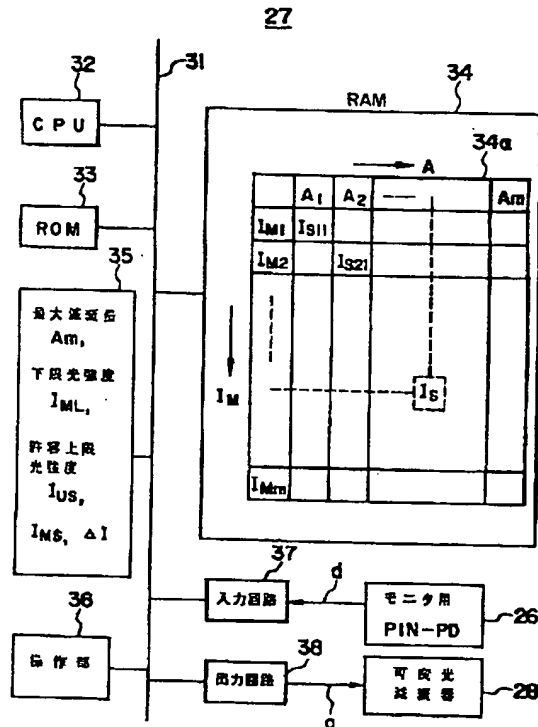 27
31
32
CPU
33
ROM
35
最大減衰量
Am,
下限光強度
IML,
許容上限
光強度
IUS,
IMS, ΔI
36
操作部
34
RAM
34a
A
A1 A2 Am
IM1 IS11
IM2 IS21
IM
IS
IMm
37
入力回路
d
モニタ用
PIN-PD
26
38
出力回路
可変光
減衰器
28